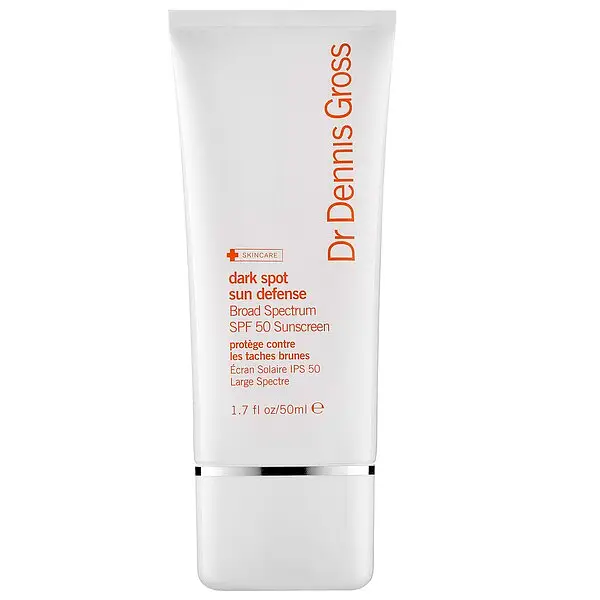 Dr Dennis Gross
SKINCARE
dark spot
sun defense
Broad Spectrum
SPF 50 Sunscreen
protège contre
les taches brunes
Écran Solaire IPS 50
Large Spectre
1.7 fl oz/50ml ℮